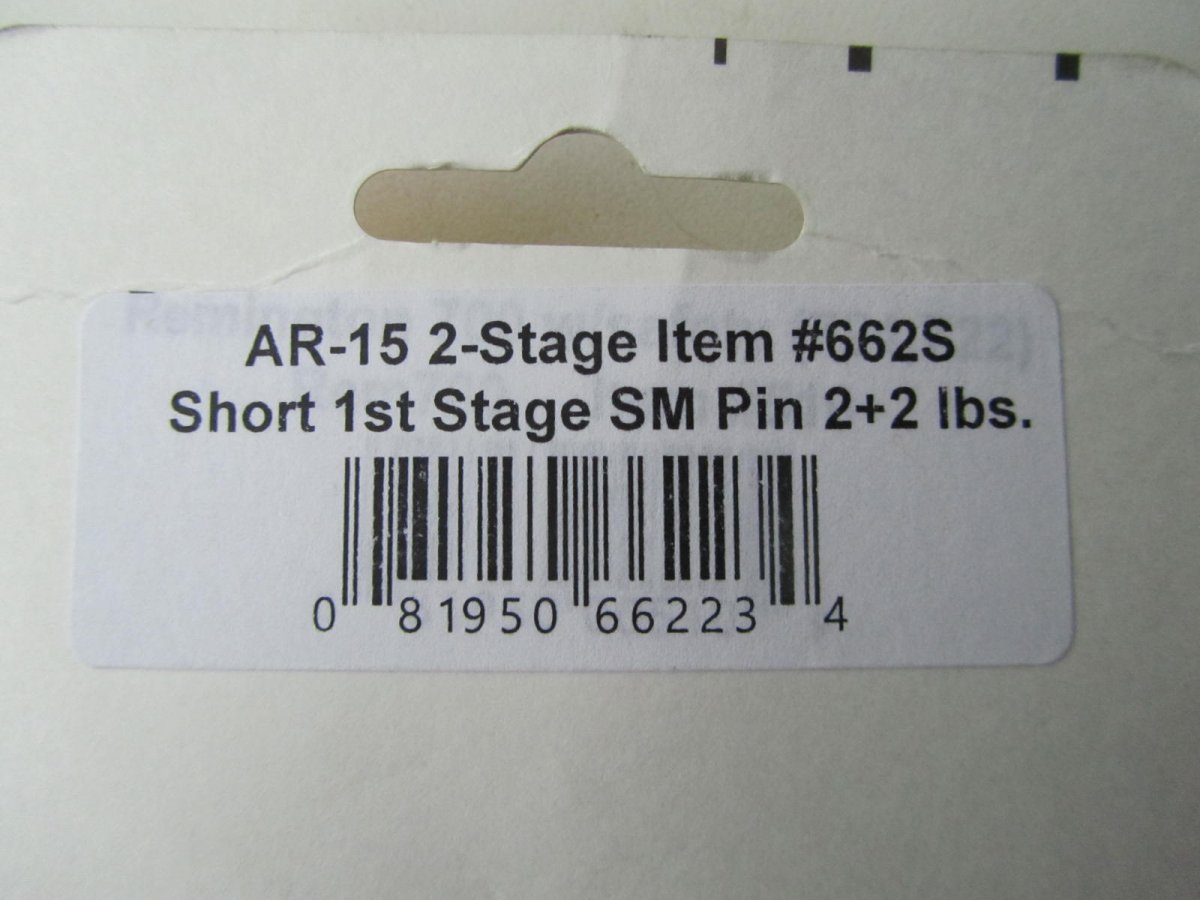 AR-15 2-Stage Item #662S
Short 1st Stage SM Pin 2+2 lbs.
0 81950 66223 4